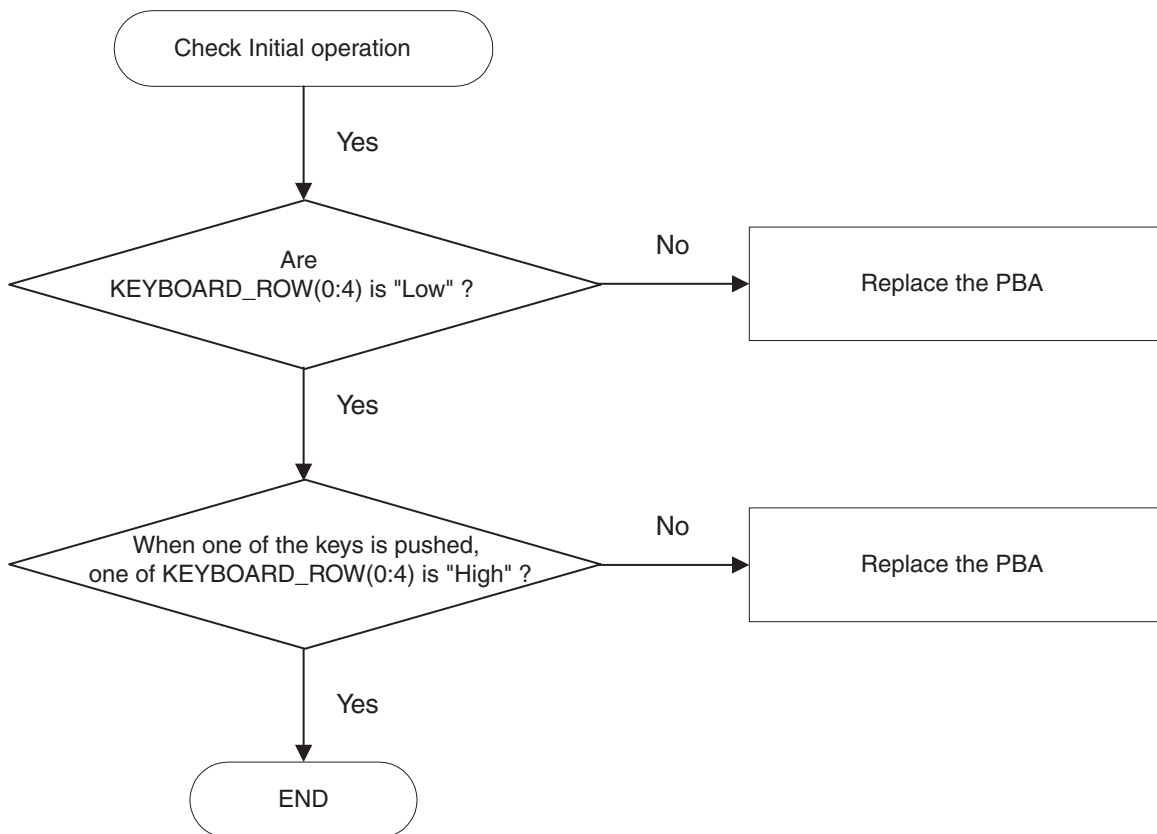 Check Initial operation
Yes
Are
KEYBOARD_ROW(0:4) is "Low" ?
No
Replace the PBA
Yes
When one of the keys is pushed,
one of KEYBOARD_ROW(0:4) is "High" ?
No
Replace the PBA
Yes
END